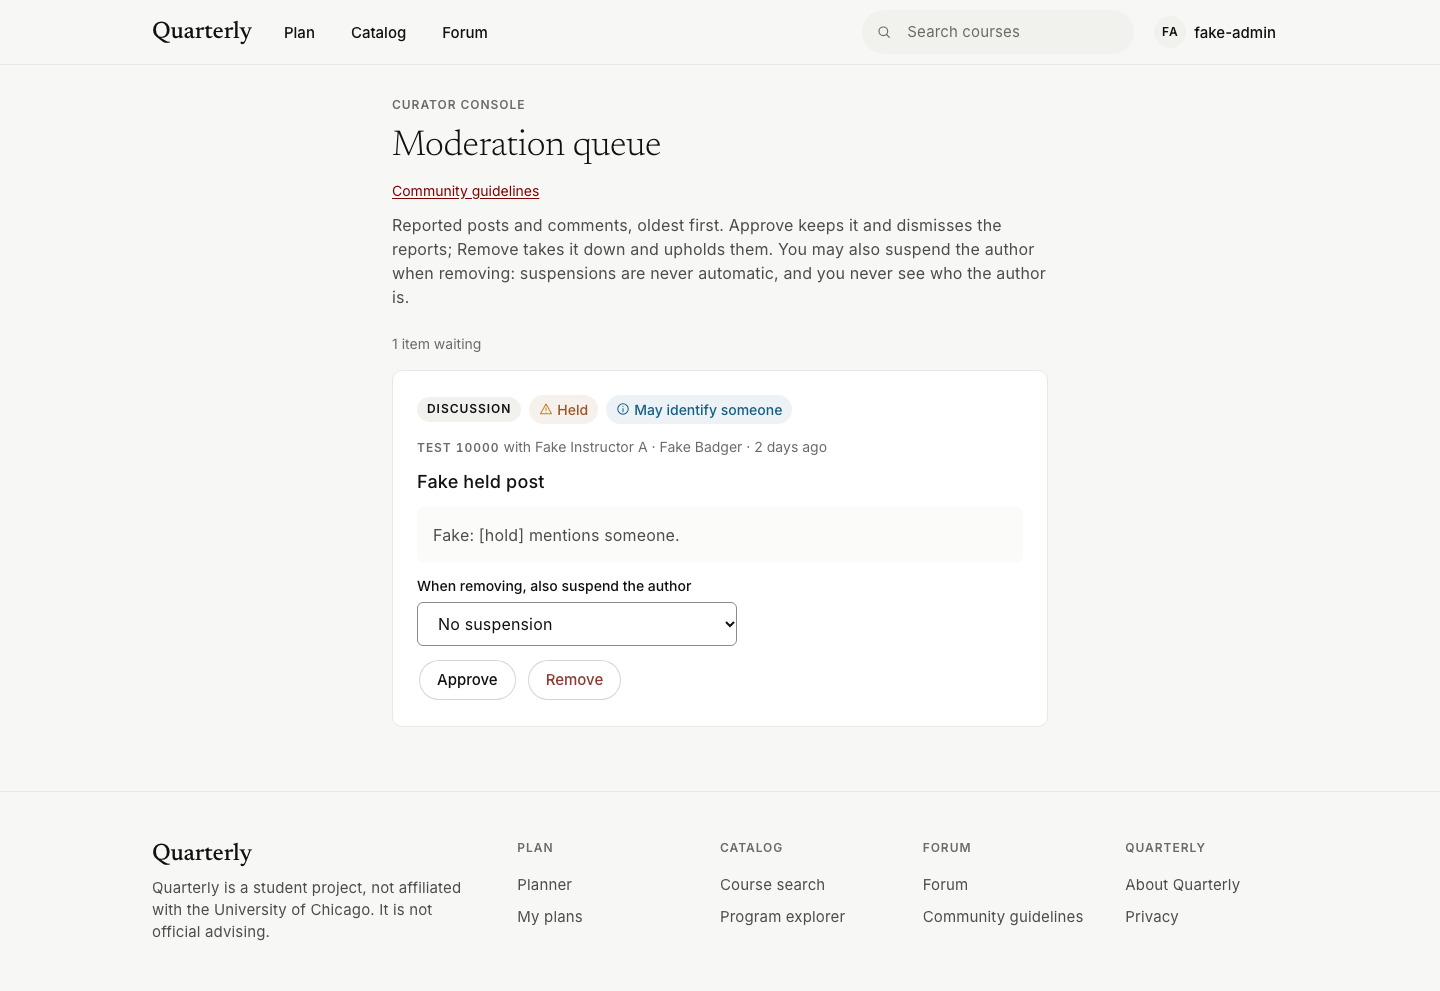 Quarterly
Plan
Catalog
Forum
Search courses
FA
fake-admin
CURATOR CONSOLE
Moderation queue
Community guidelines
Reported posts and comments, oldest first. Approve keeps it and dismisses the
reports; Remove takes it down and upholds them. You may also suspend the author
when removing: suspensions are never automatic, and you never see who the author
is.
1 item waiting
DISCUSSION
Held
May identify someone
TEST 10000 with Fake Instructor A · Fake Badger · 2 days ago
Fake held post
Fake: [hold] mentions someone.
When removing, also suspend the author
No suspension
Approve
Remove
Quarterly
Quarterly is a student project, not affiliated
with the University of Chicago. It is not
official advising.
PLAN
Planner
My plans
CATALOG
Course search
Program explorer
FORUM
Forum
Community guidelines
QUARTERLY
About Quarterly
Privacy